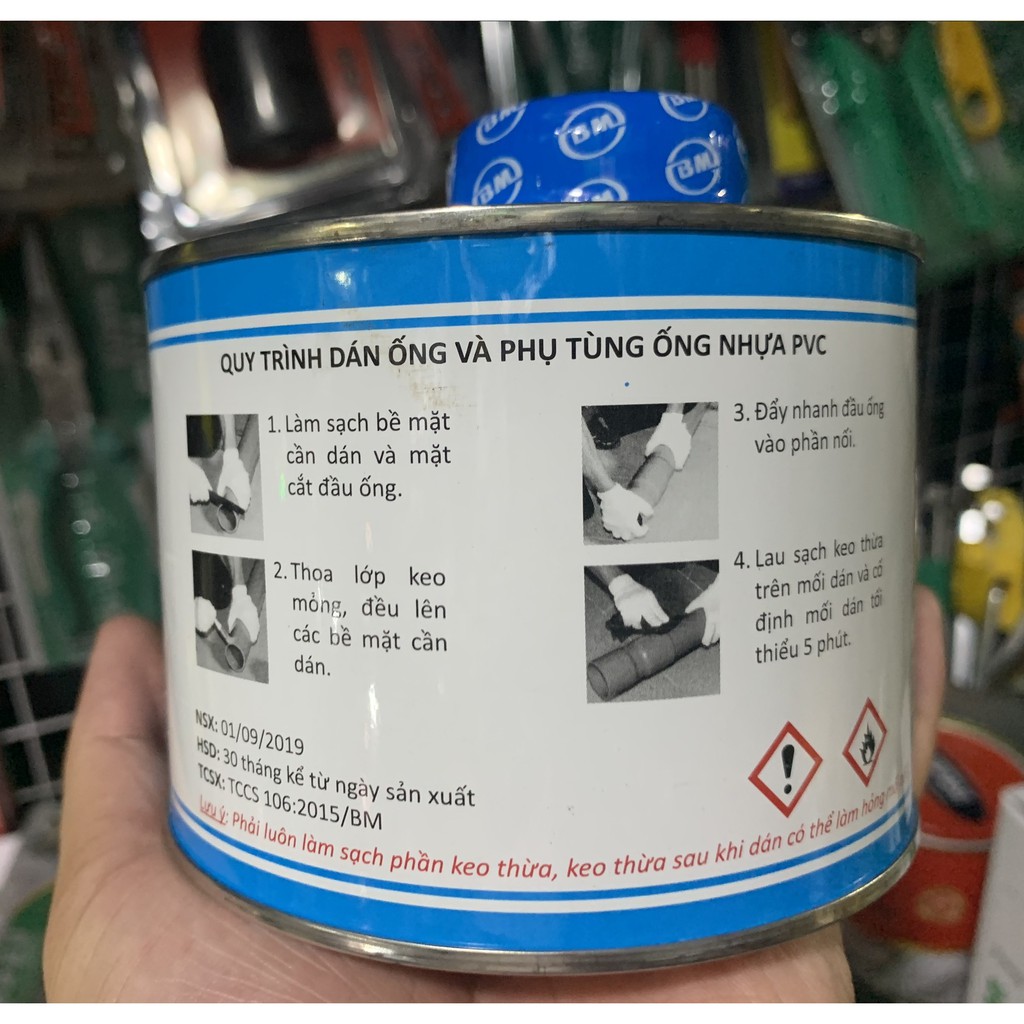 BM
BM
BM
BM
BM
BM
QUY TRÌNH DÁN ỐNG VÀ PHỤ TÙNG ỐNG NHỰA PVC
1. Làm sạch bề mặt
cần dán và mặt
cắt đầu ống.
2. Thoa lớp keo
mỏng, đều lên
các bề mặt cần
dán.
3. Đẩy nhanh đầu ống
vào phần nối.
4. Lau sạch keo thừa
trên mối dán và cố
định mối dán tối
thiểu 5 phút.
NSX: 01/09/2019
HSD: 30 tháng kể từ ngày sản xuất
TCSX: TCCS 106:2015/BM
Lưu ý: Phải luôn làm sạch phần keo thừa, keo thừa sau khi dán có thể làm hỏng